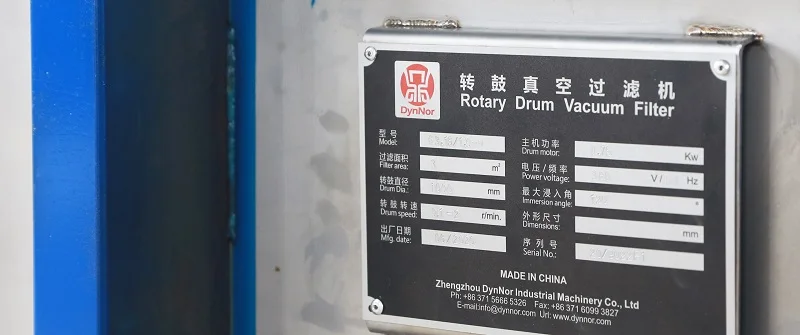 DynNor
转鼓真空过滤机
Rotary Drum Vacuum Filter
型号
Model:
过滤面积
Filter area: m²
转鼓直径
Drum Dia.: mm
转鼓转速
Drum speed: r/min.
出厂日期
Mfg. date:
主机功率
Drum motor: Kw
电压/频率
Power voltage: V / Hz
最大浸入角
Immersion angle: °
外形尺寸
Dimensions: mm
序列号
Serial No.:
MADE IN CHINA
Zhengzhou DynNor Industrial Machinery Co., Ltd
Ph: +86 371 5666 5326 Fax: +86 371 6099 3827
E-mail:info@dynnor.com Url: www.dynnor.com